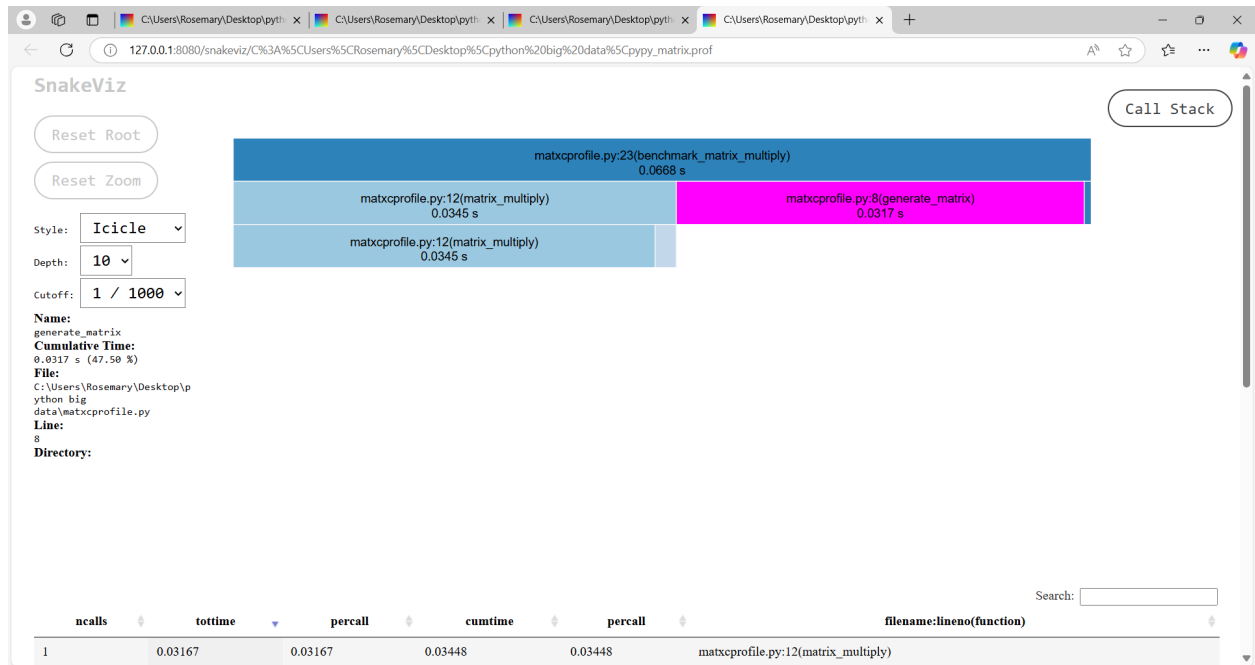 C:\Users\Rosemary\Desktop\pyth
C:\Users\Rosemary\Desktop\pyth
C:\Users\Rosemary\Desktop\pyth
C:\Users\Rosemary\Desktop\pyth
127.0.0.1:8080/snakeviz/C%3A%5CUsers%5CRosemary%5CDesktop%5Cpython%20big%20data%5Cpypy_matrix.prof
SnakeViz
Call Stack
Reset Root
Reset Zoom
matxcprofile.py:23(benchmark_matrix_multiply)
0.0668 s
matxcprofile.py:12(matrix_multiply)
0.0345 s
matxcprofile.py:8(generate_matrix)
0.0317 s
matxcprofile.py:12(matrix_multiply)
0.0345 s
Style: Icicle
Depth: 10
Cutoff: 1 / 1000
Name:
generate_matrix
Cumulative Time:
0.0317 s (47.50 %)
File:
C:\Users\Rosemary\Desktop\p
ython big
data\matxcprofile.py
Line:
8
Directory:
Search:
ncalls tottime percall cumtime percall filename:lineno(function)
1 0.03167 0.03167 0.03448 0.03448 matxcprofile.py:12(matrix_multiply)